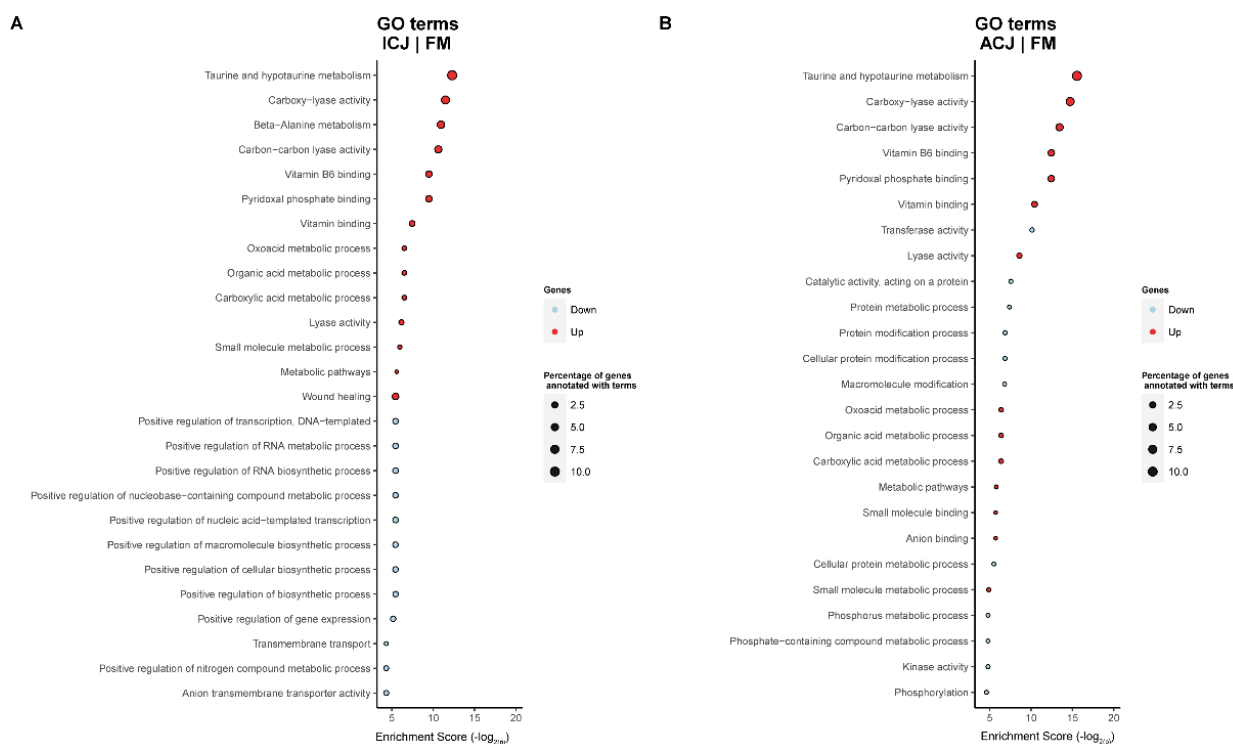 A
GO terms
ICJ | FM
Taurine and hypotaurine metabolism
Carboxy-lyase activity
Beta-Alanine metabolism
Carbon-carbon lyase activity
Vitamin B6 binding
Pyridoxal phosphate binding
Vitamin binding
Oxoacid metabolic process
Organic acid metabolic process
Carboxylic acid metabolic process
Lyase activity
Small molecule metabolic process
Metabolic pathways
Wound healing
Positive regulation of transcription, DNA-templated
Positive regulation of RNA metabolic process
Positive regulation of RNA biosynthetic process
Positive regulation of nucleobase-containing compound metabolic process
Positive regulation of nucleic acid-templated transcription
Positive regulation of macromolecule biosynthetic process
Positive regulation of cellular biosynthetic process
Positive regulation of biosynthetic process
Positive regulation of gene expression
Transmembrane transport
Positive regulation of nitrogen compound metabolic process
Anion transmembrane transporter activity
5 10 15 20
Enrichment Score (-log
Genes
Down
Up
Percentage of genes
annotated with terms
2.5
5.0
7.5
10.0
B
GO terms
ACJ | FM
Taurine and hypotaurine metabolism
Carboxy-lyase activity
Carbon-carbon lyase activity
Vitamin B6 binding
Pyridoxal phosphate binding
Vitamin binding
Transferase activity
Lyase activity
Catalytic activity, acting on a protein
Protein metabolic process
Protein modification process
Cellular protein modification process
Macromolecule modification
Oxoacid metabolic process
Organic acid metabolic process
Carboxylic acid metabolic process
Metabolic pathways
Small molecule binding
Anion binding
Cellular protein metabolic process
Small molecule metabolic process
Phosphorus metabolic process
Phosphate-containing compound metabolic process
Kinase activity
Phosphorylation
5 10 15 20
Enrichment Score (-log
Genes
Down
Up
Percentage of genes
annotated with terms
2.5
5.0
7.5
10.0